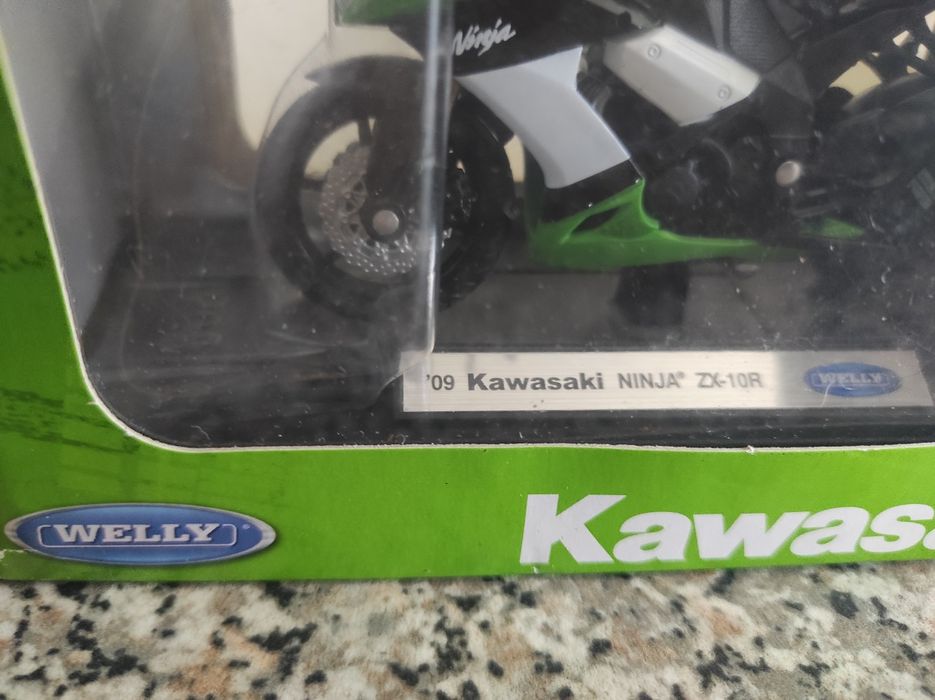 Ninja
'09 Kawasaki NINJA® ZX-10R WELLY
WELLY®
Kawas